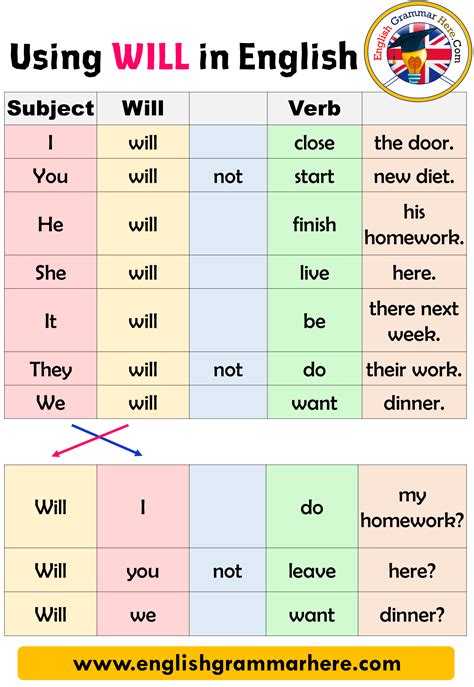 Using WILL in English
English Grammar Here.Com
Subject Will Verb
I will close the door.
You will not start new diet.
He will finish his
homework.
She will live here.
It will be there next
week.
They will not do their work.
We will want dinner.
Will I do my
homework?
Will you not leave here?
Will we want dinner?
www.englishgrammarhere.com